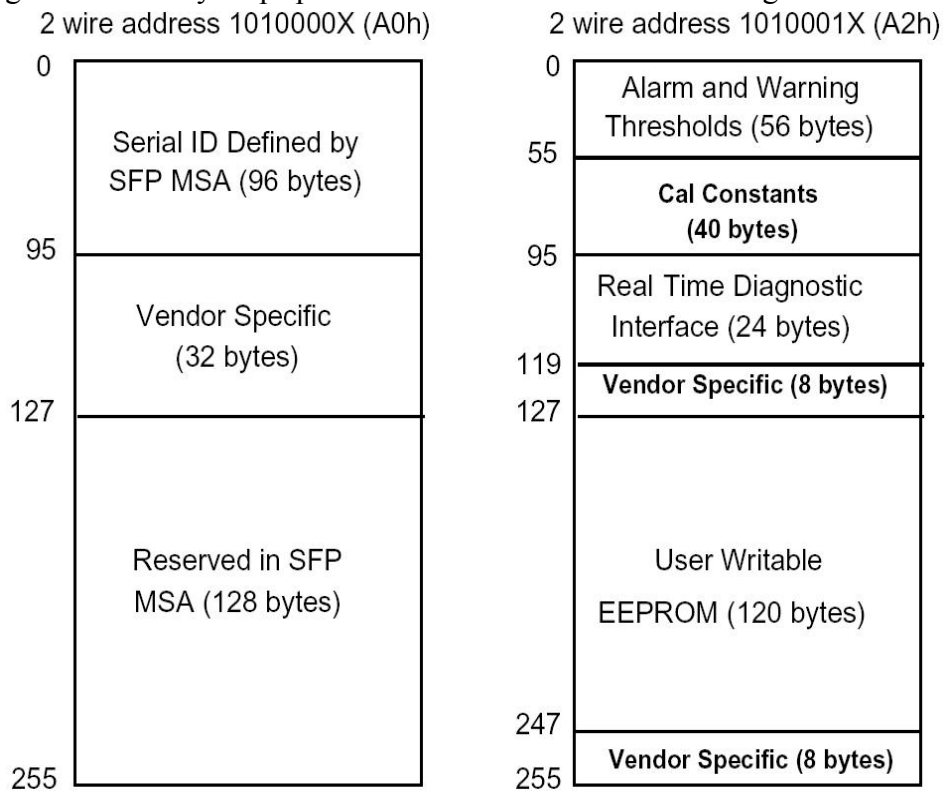 2 wire address 1010000X (A0h)
0
Serial ID Defined by
SFP MSA (96 bytes)
95
Vendor Specific
(32 bytes)
127
Reserved in SFP
MSA (128 bytes)
255
2 wire address 1010001X (A2h)
0
Alarm and Warning
Thresholds (56 bytes)
55
Cal Constants
(40 bytes)
95
Real Time Diagnostic
Interface (24 bytes)
119
Vendor Specific (8 bytes)
127
User Writable
EEPROM (120 bytes)
247
Vendor Specific (8 bytes)
255